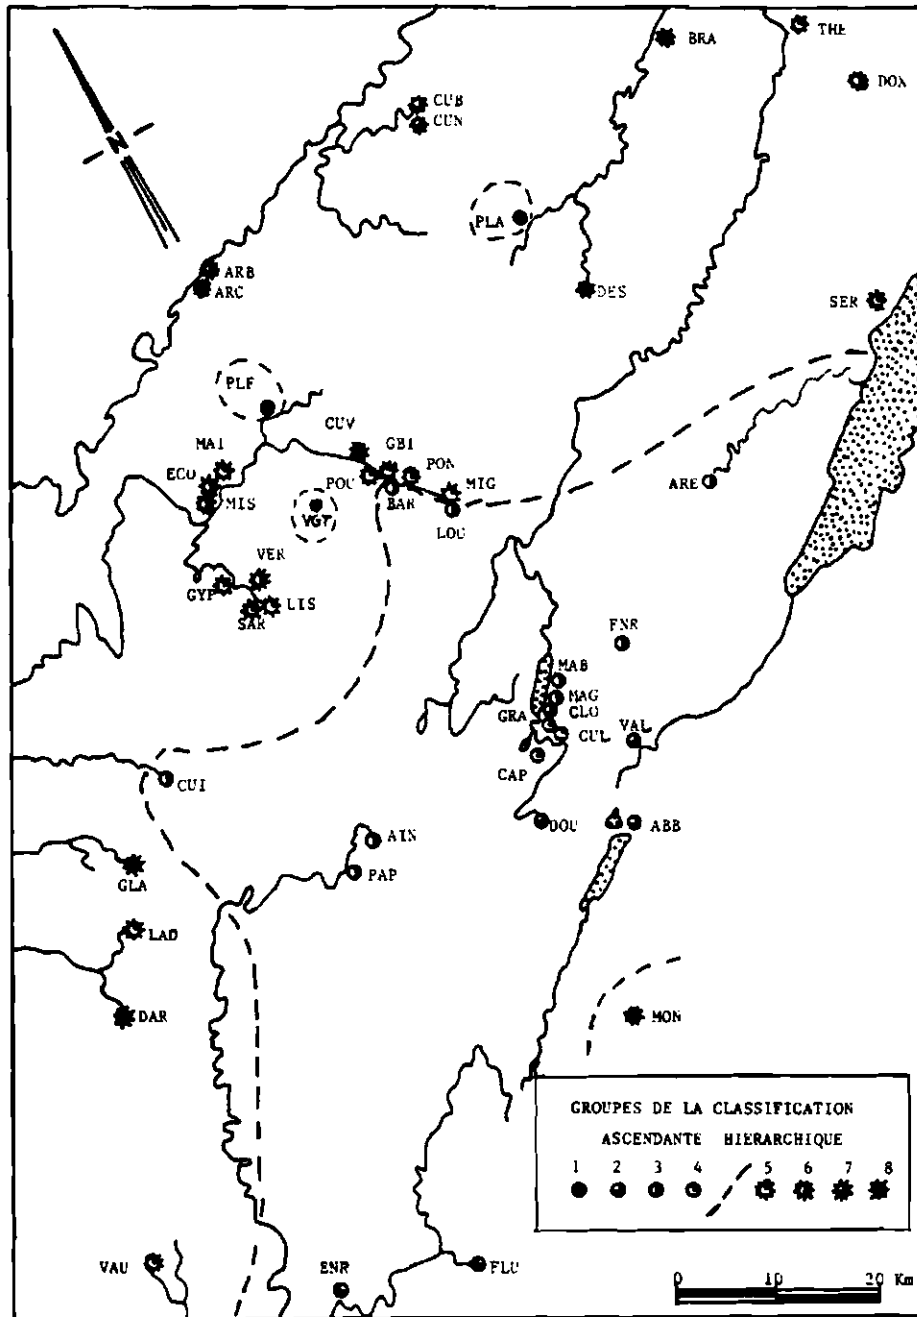 THE
BRA
DOX
CUB
CUN
N
PLA
ARB
ARC
DES
SER
PLF
CUV
MAI
GBI
PON
ECO
POU
MIG
ARE
MIS
BAR
VGT
LOU
VER
GYP
LIS
SAR
FNR
MAB
MAG
GRA
CLO
CUL
VAL
CAP
CUI
DOU
ABB
AIN
PAP
GLA
LAD
DAR
MON
GROUPES DE LA CLASSIFICATION
ASCENDANTE HIERARCHIQUE
1 2 3 4 5 6 7 8
VAU
ENR
FLU
0 10 20 Km